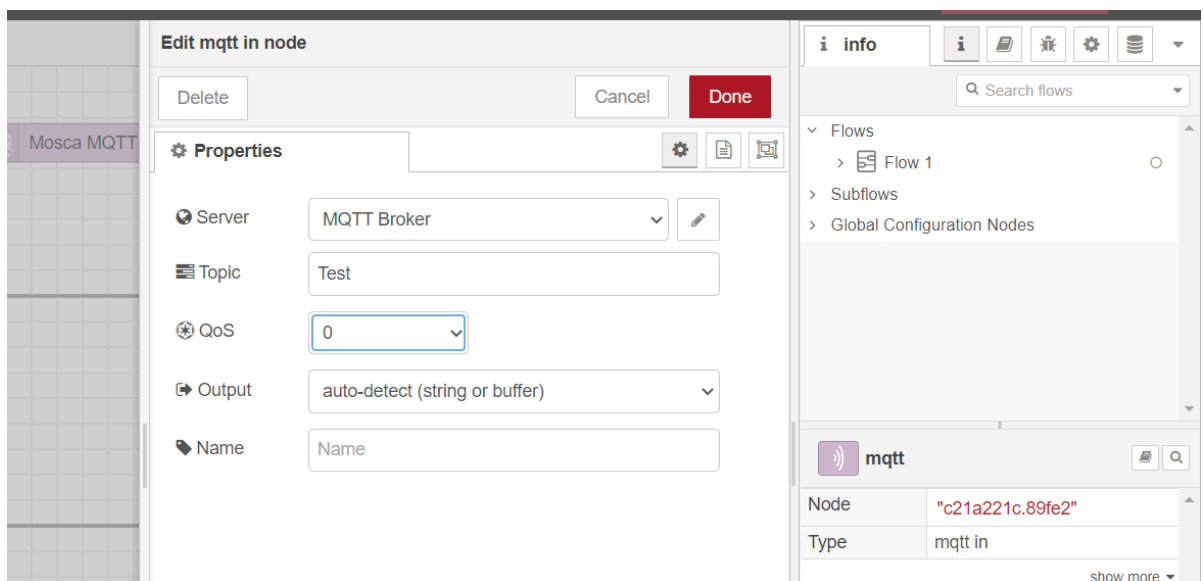 Edit mqtt in node
Delete
Cancel
Done
Properties
Server
MQTT Broker
Topic
Test
QoS
0
Output
auto-detect (string or buffer)
Name
Name
Mosca MQTT
i info
i
Search flows
Flows
Flow 1
Subflows
Global Configuration Nodes
mqtt
Node "c21a221c.89fe2"
Type mqtt in
show more